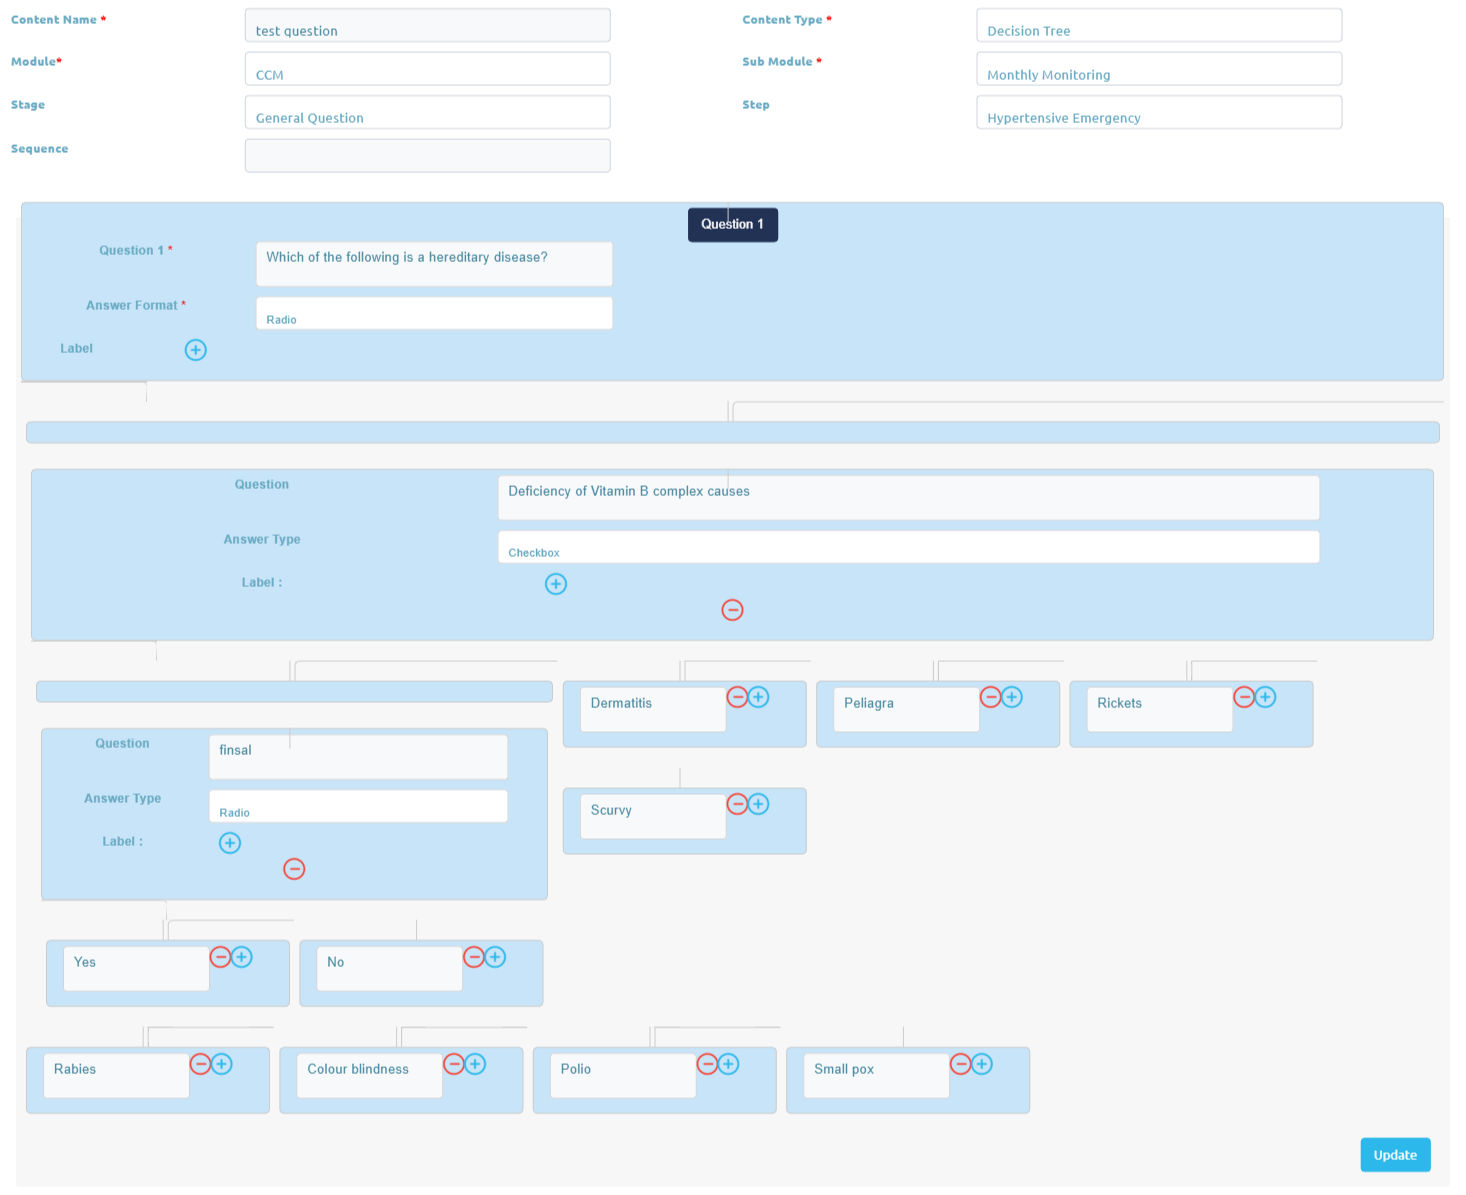 Content Name *
test question
Content Type *
Decision Tree
Module*
CCM
Sub Module *
Monthly Monitoring
Stage
General Question
Step
Hypertensive Emergency
Sequence
Question 1
Question 1 *
Which of the following is a hereditary disease?
Answer Format *
Radio
Label
Question
Deficiency of Vitamin B complex causes
Answer Type
Checkbox
Label :
Question
finsal
Answer Type
Radio
Label :
Dermatitis
Peliagra
Rickets
Scurvy
Yes
No
Rabies
Colour blindness
Polio
Small pox
Update